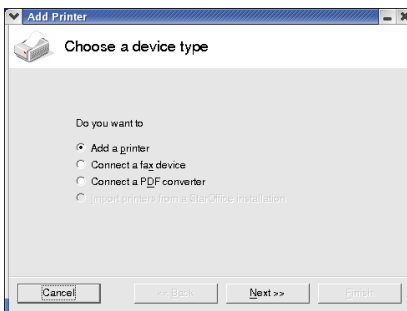 Add Printer
Choose a device type
Do you want to
Add a printer
Connect a fax device
Connect a PDF converter
Import printers from a StarOffice installation
Cancel
<< Back
Next >>
Finish